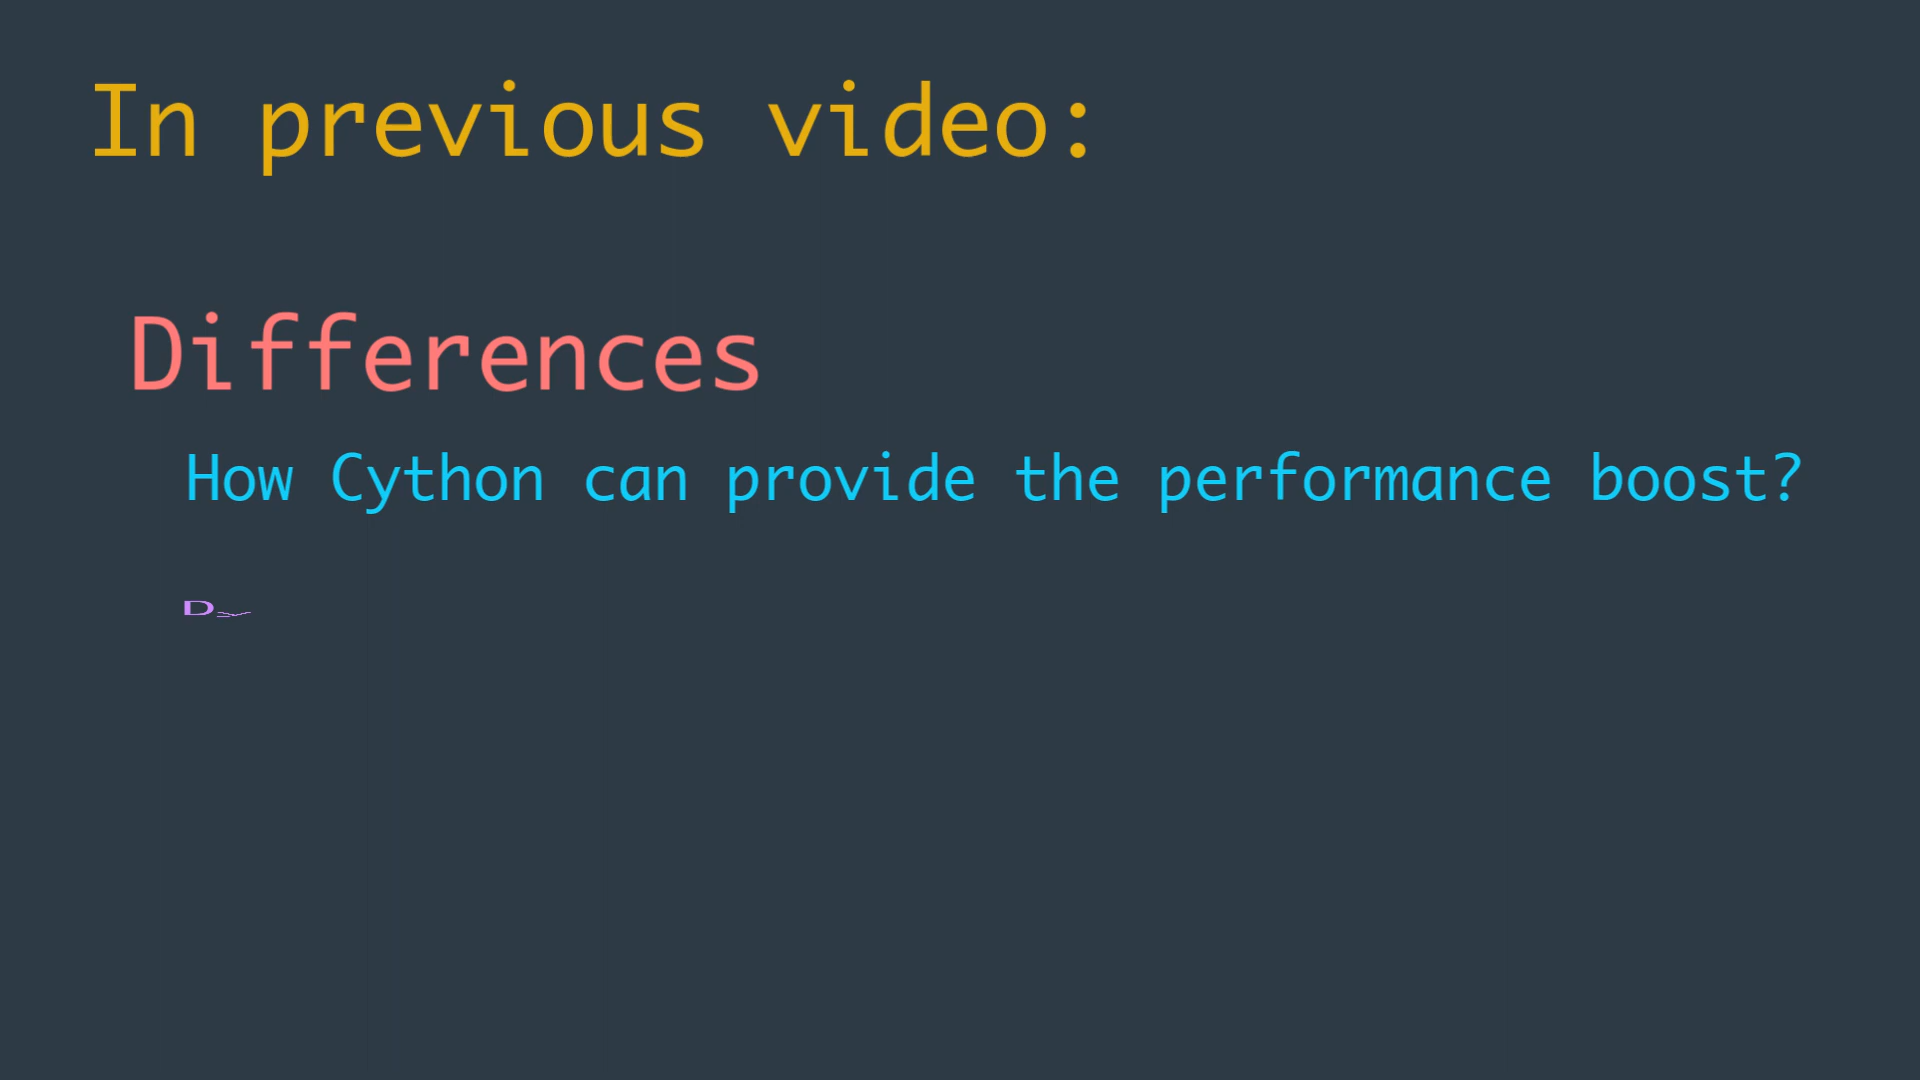 In previous video:
Differences
How Cython can provide the performance boost?